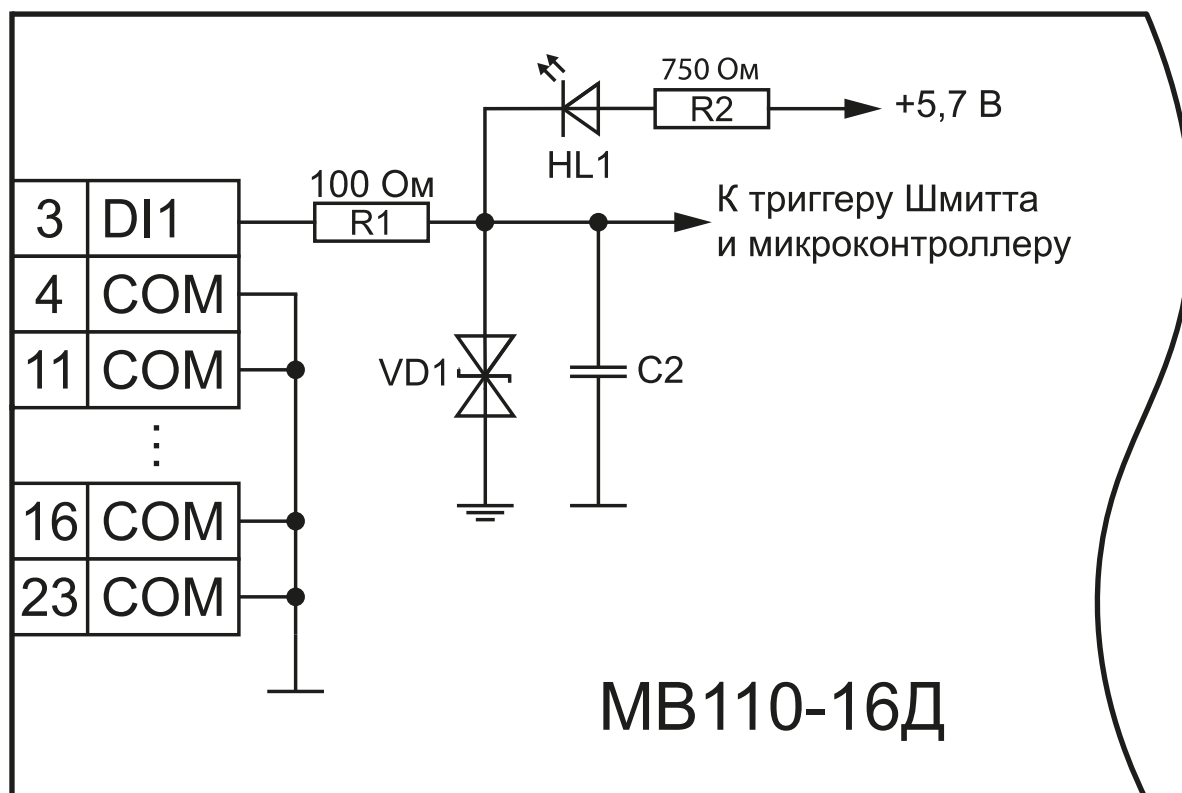 750 Ом
R2
+5,7 В
HL1
100 Ом
К триггеру Шмитта
и микроконтроллеру
3 DI1
R1
4 COM
11 COM
VD1
C2
⋮
16 COM
23 COM
МВ110-16Д